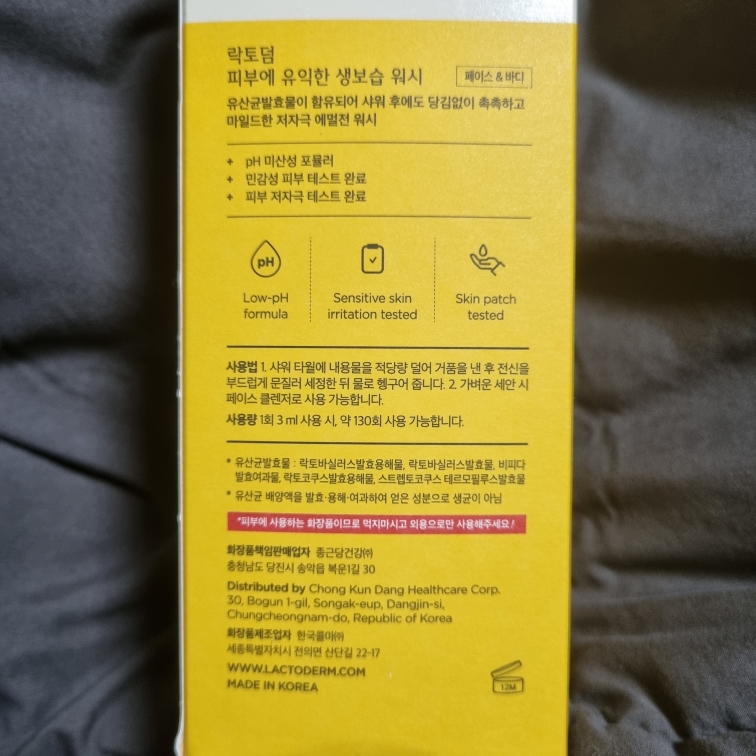 락토덤
피부에 유익한 생보습 워시
페이스 & 바디
유산균발효물이 함유되어 샤워 후에도 당김없이 촉촉하고
마일드한 저자극 에멀전 워시
+ pH 미산성 포뮬러
+ 민감성 피부 테스트 완료
+ 피부 저자극 테스트 완료
pH
Low-pH
formula
Sensitive skin
irritation tested
Skin patch
tested
사용법 1. 샤워 타월에 내용물을 적당량 덜어 거품을 낸 후 전신을
부드럽게 문질러 세정한 뒤 물로 헹구어 줍니다. 2. 가벼운 세안 시
페이스 클렌저로 사용 가능합니다.
사용량 1회 3 ml 사용 시, 약 130회 사용 가능합니다.
* 유산균발효물 : 락토바실러스발효용해물, 락토바실러스발효물, 비피다
발효여과물, 락토코쿠스발효용해물, 스트렙토코쿠스 테르모필루스발효물
* 유산균 배양액을 발효·용해·여과하여 얻은 성분으로 생균이 아님
*피부에 사용하는 화장품이므로 먹지마시고 외용으로만 사용해주세요!
화장품책임판매업자 종근당건강㈜
충청남도 당진시 송악읍 복운1길 30
Distributed by Chong Kun Dang Healthcare Corp.
30, Bogun 1-gil, Songak-eup, Dangjin-si,
Chungcheongnam-do, Republic of Korea
화장품제조업자 한국콜마㈜
세종특별자치시 전의면 산단길 22-17
WWW.LACTODERM.COM
MADE IN KOREA
12M